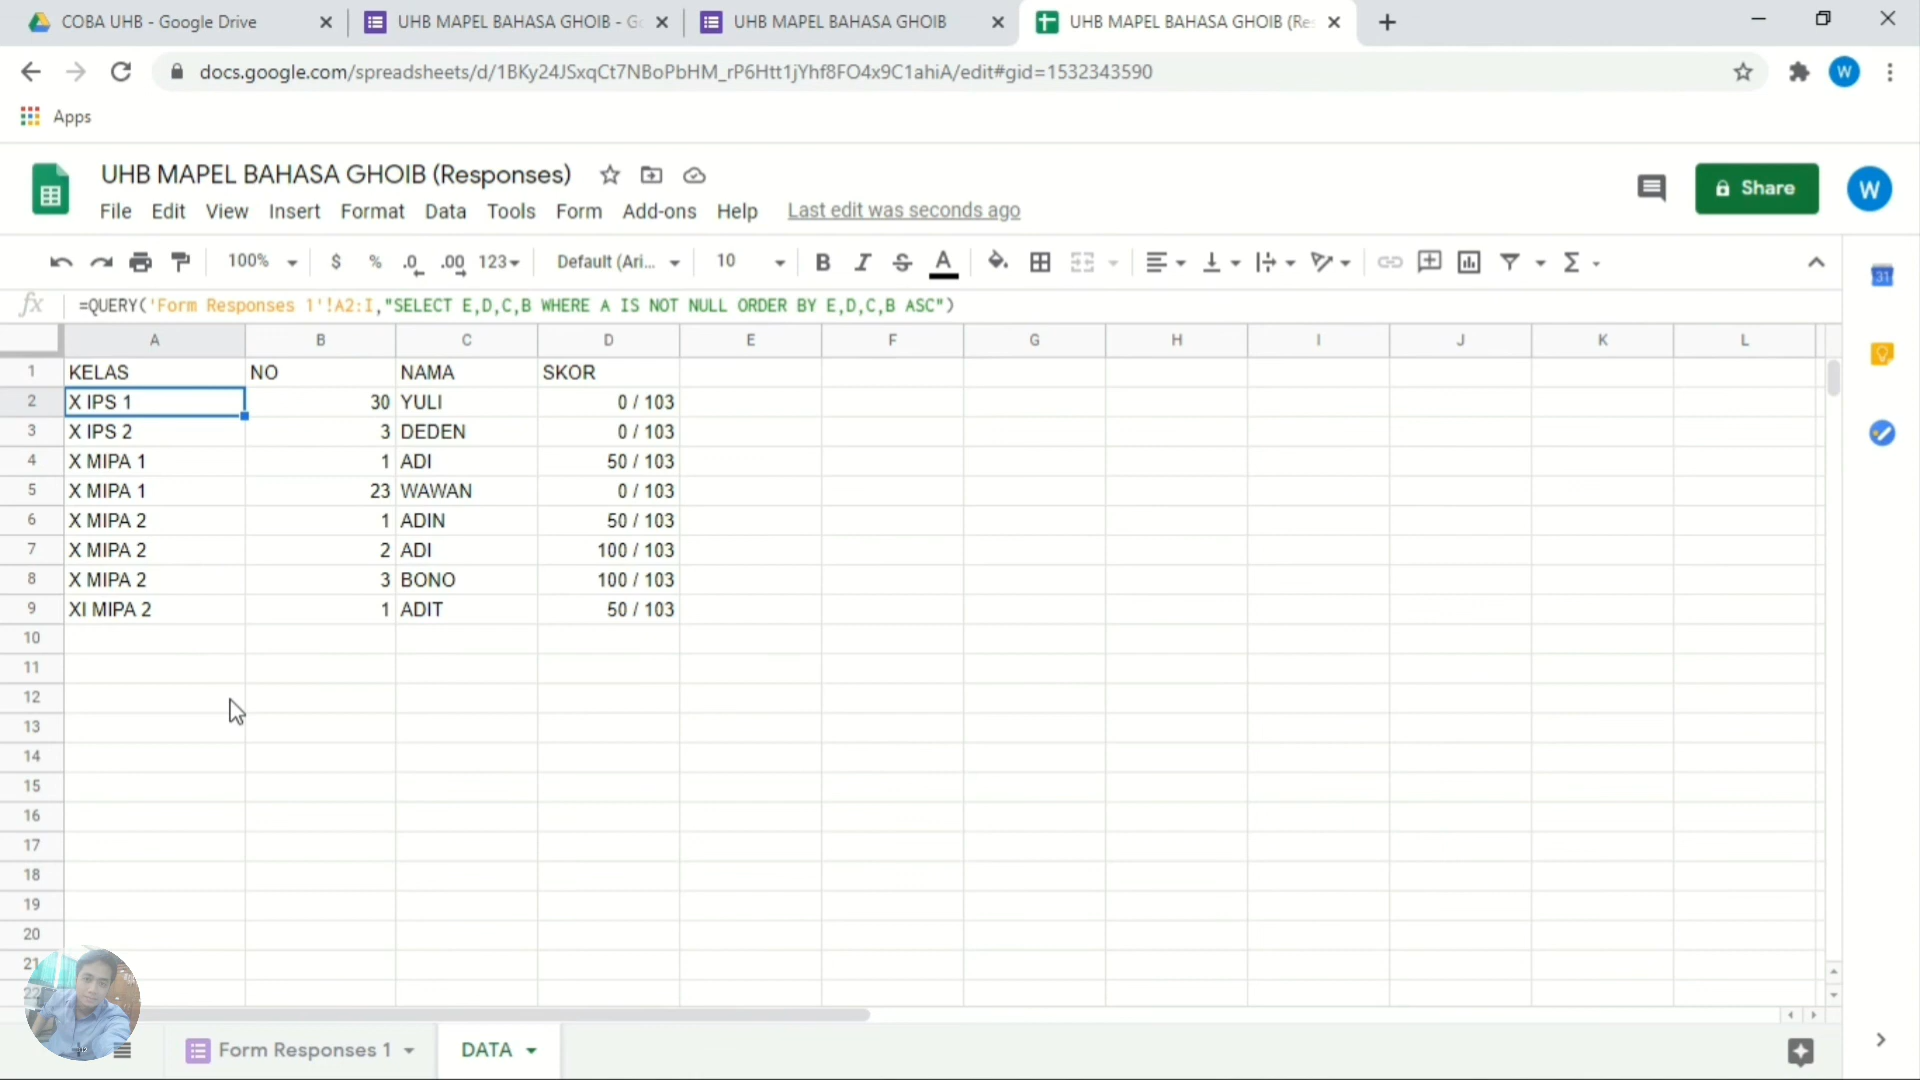 COBA UHB - Google Drive
UHB MAPEL BAHASA GHOIB - G
UHB MAPEL BAHASA GHOIB
UHB MAPEL BAHASA GHOIB (Re
docs.google.com/spreadsheets/d/1BKy24JSxqCt7NBoPbHM_rP6Htt1jYhf8FO4x9C1ahiA/edit#gid=1532343590
W
Apps
UHB MAPEL BAHASA GHOIB (Responses)
Share
W
File Edit View Insert Format Data Tools Form Add-ons Help Last edit was seconds ago
100% $ % .0 .00 123 Default (Ari... 10 B I S A Σ
31
fx =QUERY('Form Responses 1'!A2:I,"SELECT E,D,C,B WHERE A IS NOT NULL ORDER BY E,D,C,B ASC")
A B C D E F G H I J K L
1 KELAS NO NAMA SKOR
2 X IPS 1 30 YULI 0 / 103
3 X IPS 2 3 DEDEN 0 / 103
4 X MIPA 1 1 ADI 50 / 103
5 X MIPA 1 23 WAWAN 0 / 103
6 X MIPA 2 1 ADIN 50 / 103
7 X MIPA 2 2 ADI 100 / 103
8 X MIPA 2 3 BONO 100 / 103
9 XI MIPA 2 1 ADIT 50 / 103
10
11
12
13
14
15
16
17
18
19
20
21
22
Form Responses 1 DATA